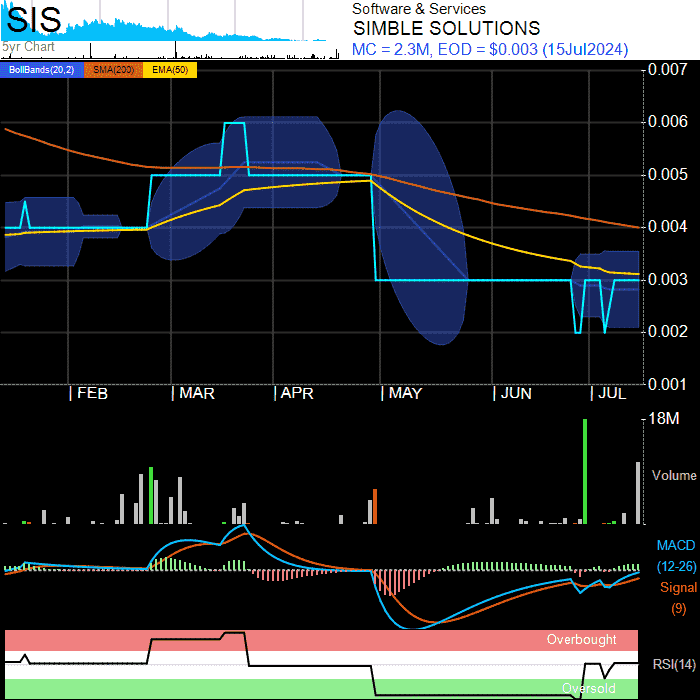 SIS
5yr Chart
Software & Services
SIMBLE SOLUTIONS
MC = 2.3M, EOD = $0.003 (15Jul2024)
BollBands(20,2) SMA(200) EMA(50)
0.007
0.006
0.005
0.004
0.003
0.002
0.001
FEB MAR APR MAY JUN JUL
18M
Volume
MACD
(12-26)
Signal
(9)
Overbought
RSI(14)
Oversold